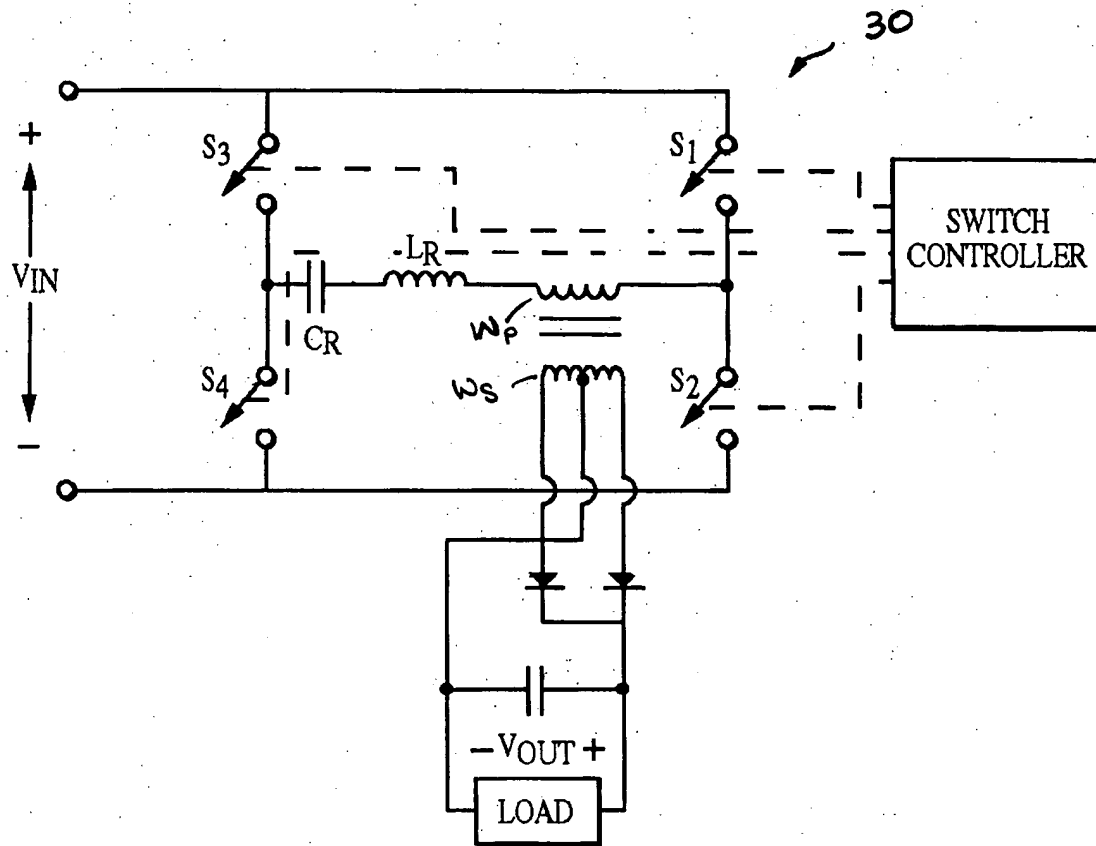 30
+
S3
S1
SWITCH
CONTROLLER
LR
VIN
CR
WP
S4
WS
S2
−
− VOUT +
LOAD